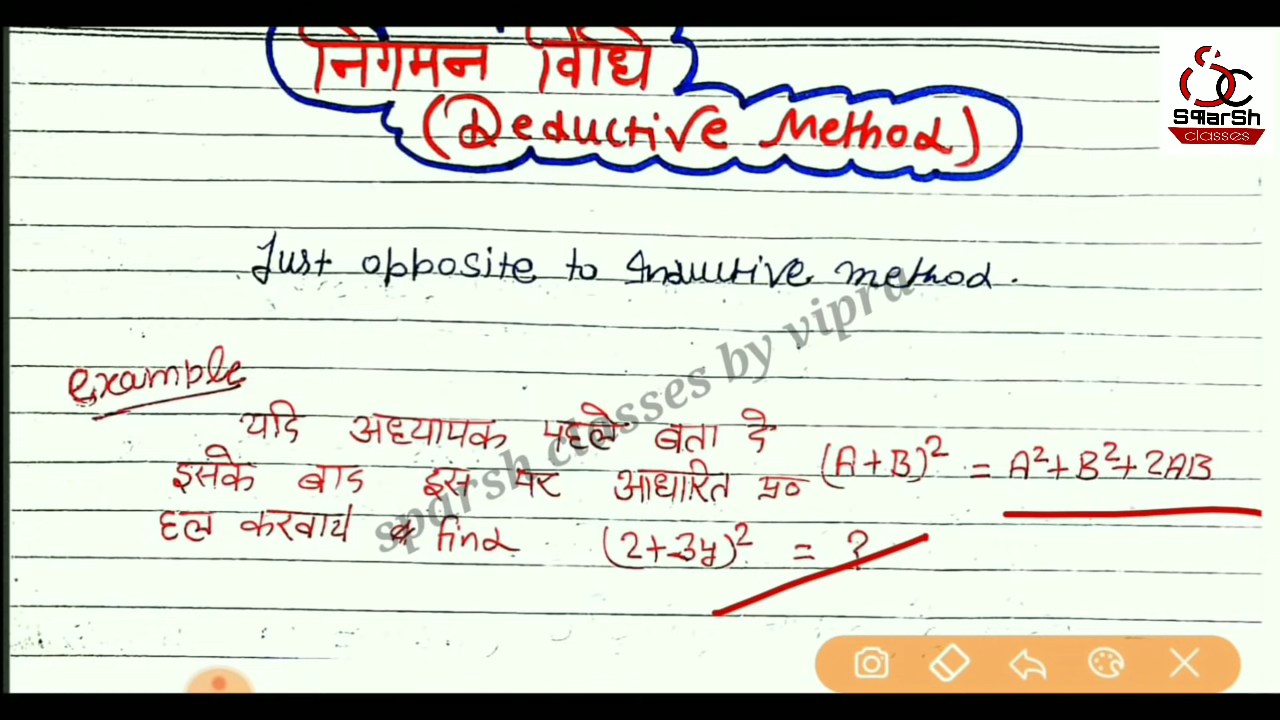 निगमन विधि
(Deductive Method)
SC
SparSh
classes
Just opposite to Inductive method.
example
यदि अध्यापक पहले बता दे (A+B)² = A²+B²+2AB
इसके बाद इस पर आधारित प्र०
हल करवाये find (2+3y)² = ?
sparsh classes by vipra